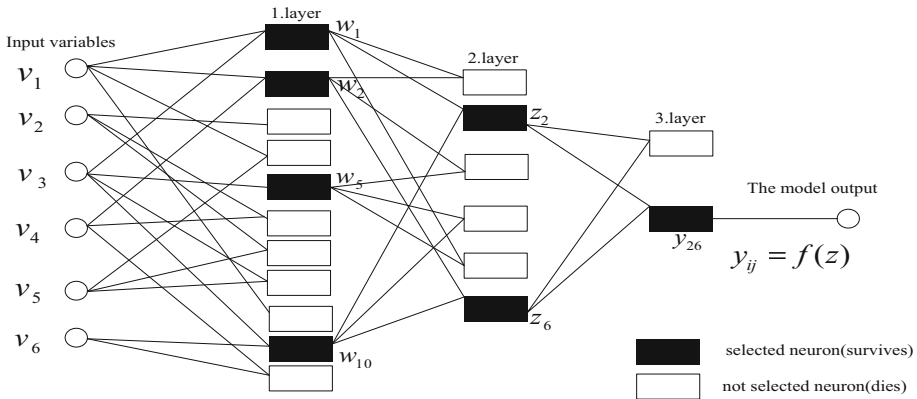 1.layer
w1
Input variables
2.layer
v1
w2
v2
z2
3.layer
v3
w5
The model output
v4
y26
yij = f(z)
v5
z6
v6
w10
selected neuron(survives)
not selected neuron(dies)